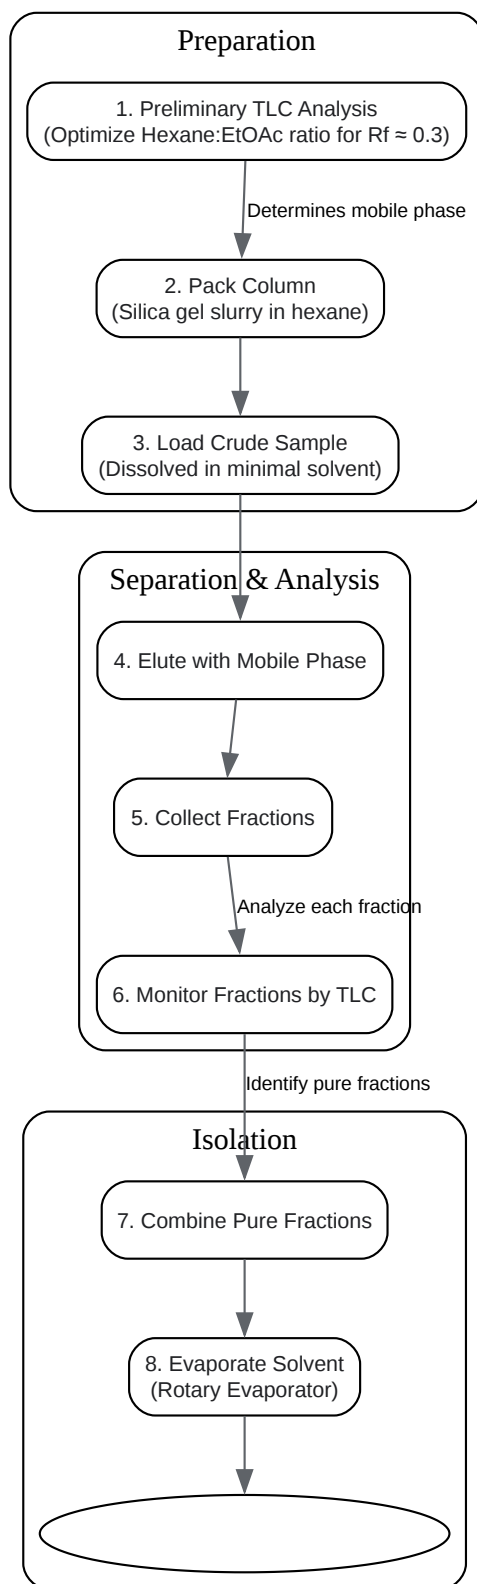 Preparation
1. Preliminary TLC Analysis
(Optimize Hexane:EtOAc ratio for Rf ≈ 0.3)
Determines mobile phase
2. Pack Column
(Silica gel slurry in hexane)
3. Load Crude Sample
(Dissolved in minimal solvent)
Separation & Analysis
4. Elute with Mobile Phase
5. Collect Fractions
Analyze each fraction
6. Monitor Fractions by TLC
Identify pure fractions
Isolation
7. Combine Pure Fractions
8. Evaporate Solvent
(Rotary Evaporator)